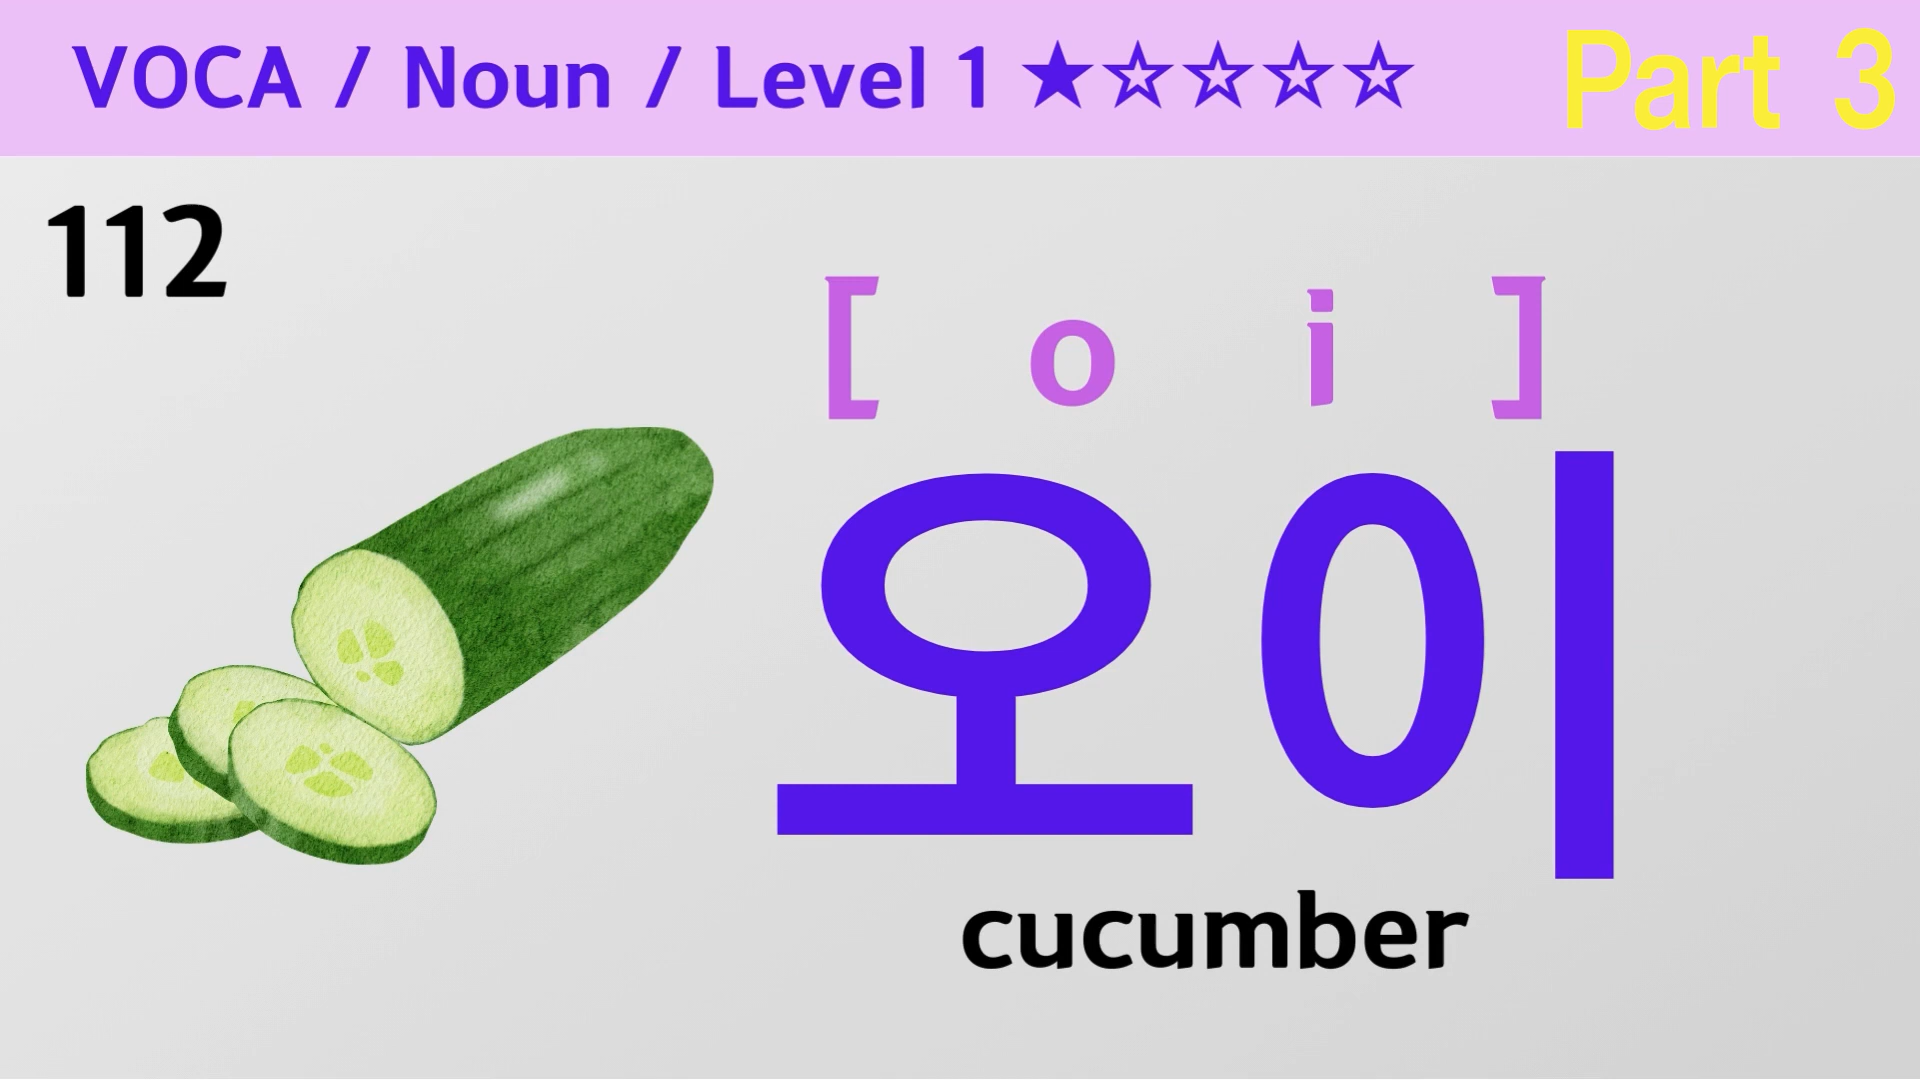 VOCA / Noun / Level 1 ★☆☆☆☆ Part 3
112
[ o i ]
오이
cucumber